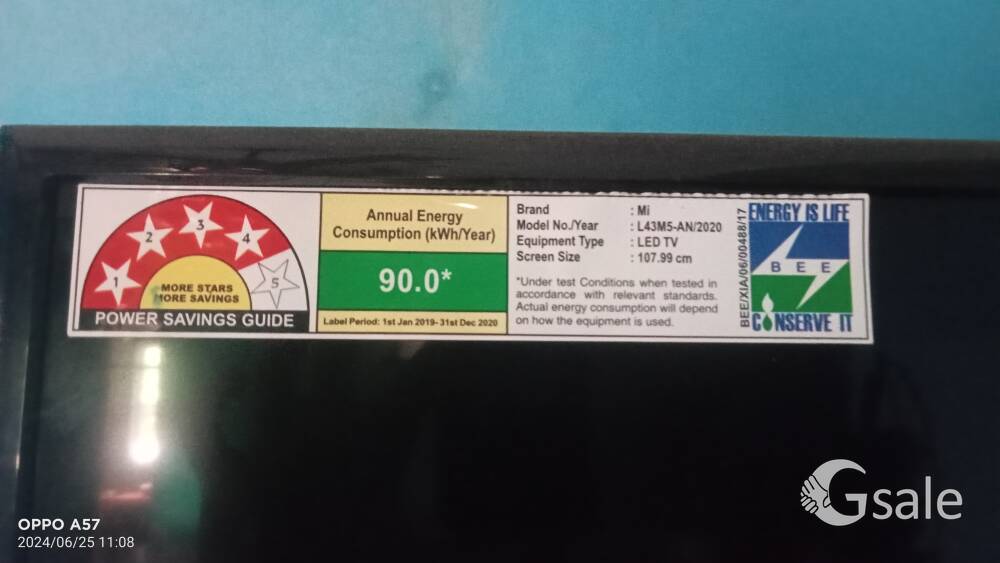 1
2
3
4
5
MORE STARS
MORE SAVINGS
POWER SAVINGS GUIDE
Annual Energy
Consumption (kWh/Year)
90.0*
Label Period: 1st Jan 2019- 31st Dec 2020
Brand : Mi
Model No./Year : L43M5-AN/2020
Equipment Type : LED TV
Screen Size : 107.99 cm
*Under test Conditions when tested in
accordance with relevant standards.
Actual energy consumption will depend
on how the equipment is used.
BEE/XIA/06/00488/17
ENERGY IS LIFE
BEE
CONSERVE IT
Gsale
OPPO A57
2024/06/25 11:08